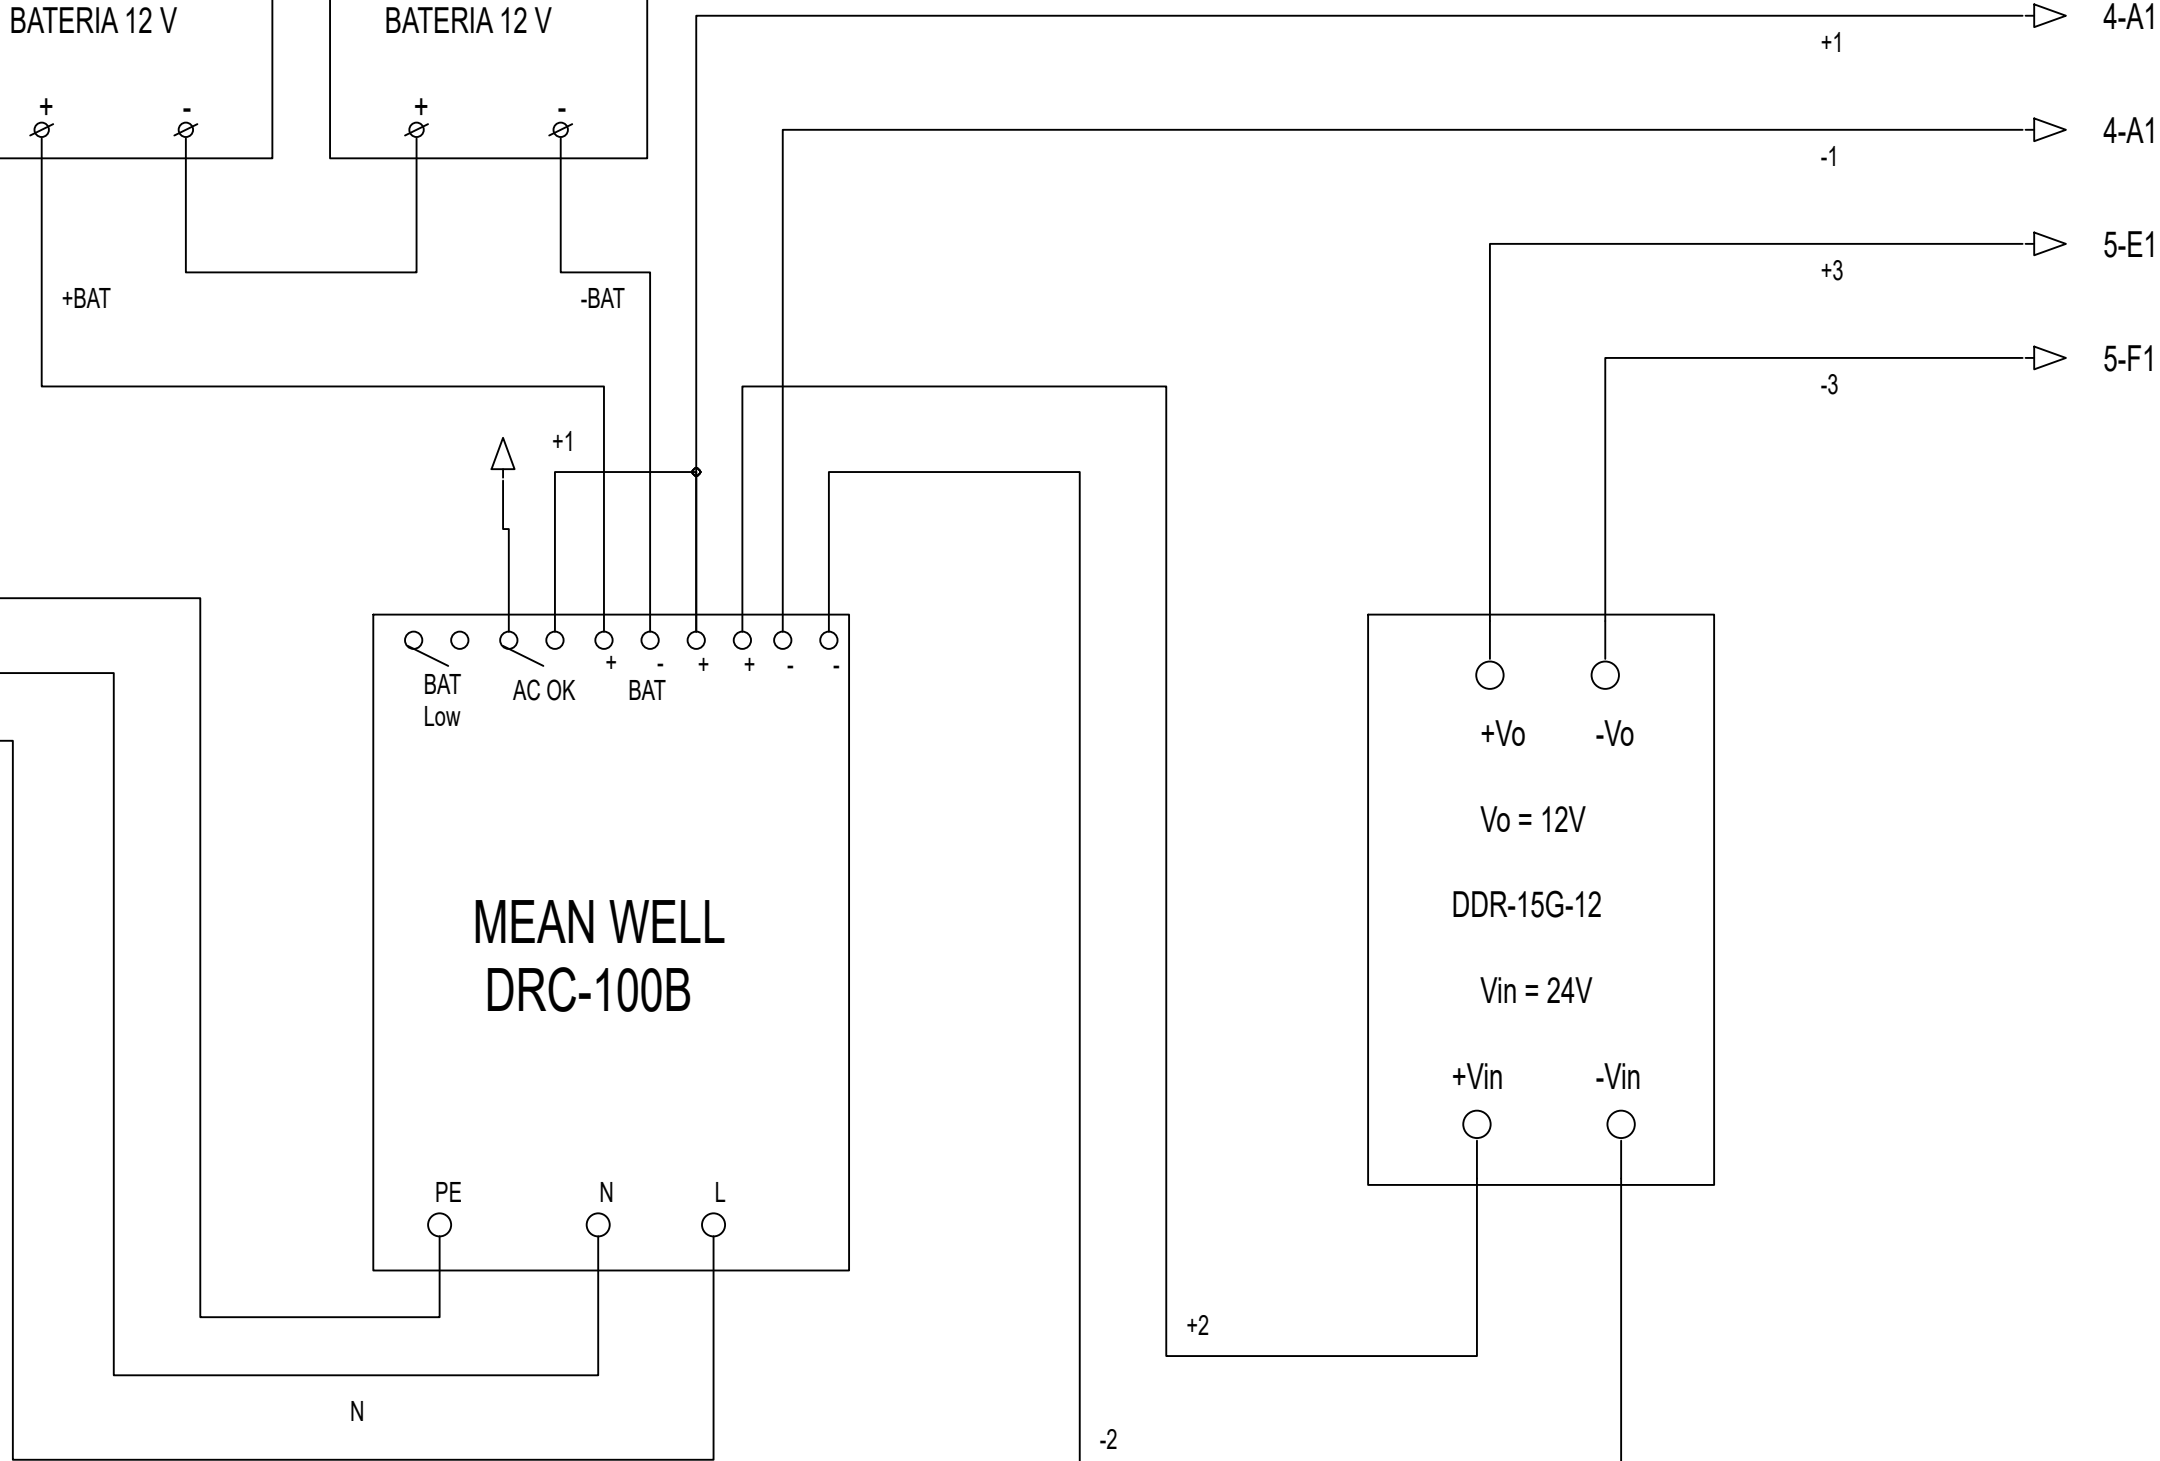 BATERIA 12 V
BATERIA 12 V
4-A1
+1
+ -
+ -
4-A1
-1
5-E1
+3
+BAT
-BAT
5-F1
-3
+1
+ - + + - -
BAT
Low
AC OK
BAT
+Vo -Vo
Vo = 12V
DDR-15G-12
MEAN WELL
DRC-100B
Vin = 24V
+Vin -Vin
PE N L
+2
N
-2